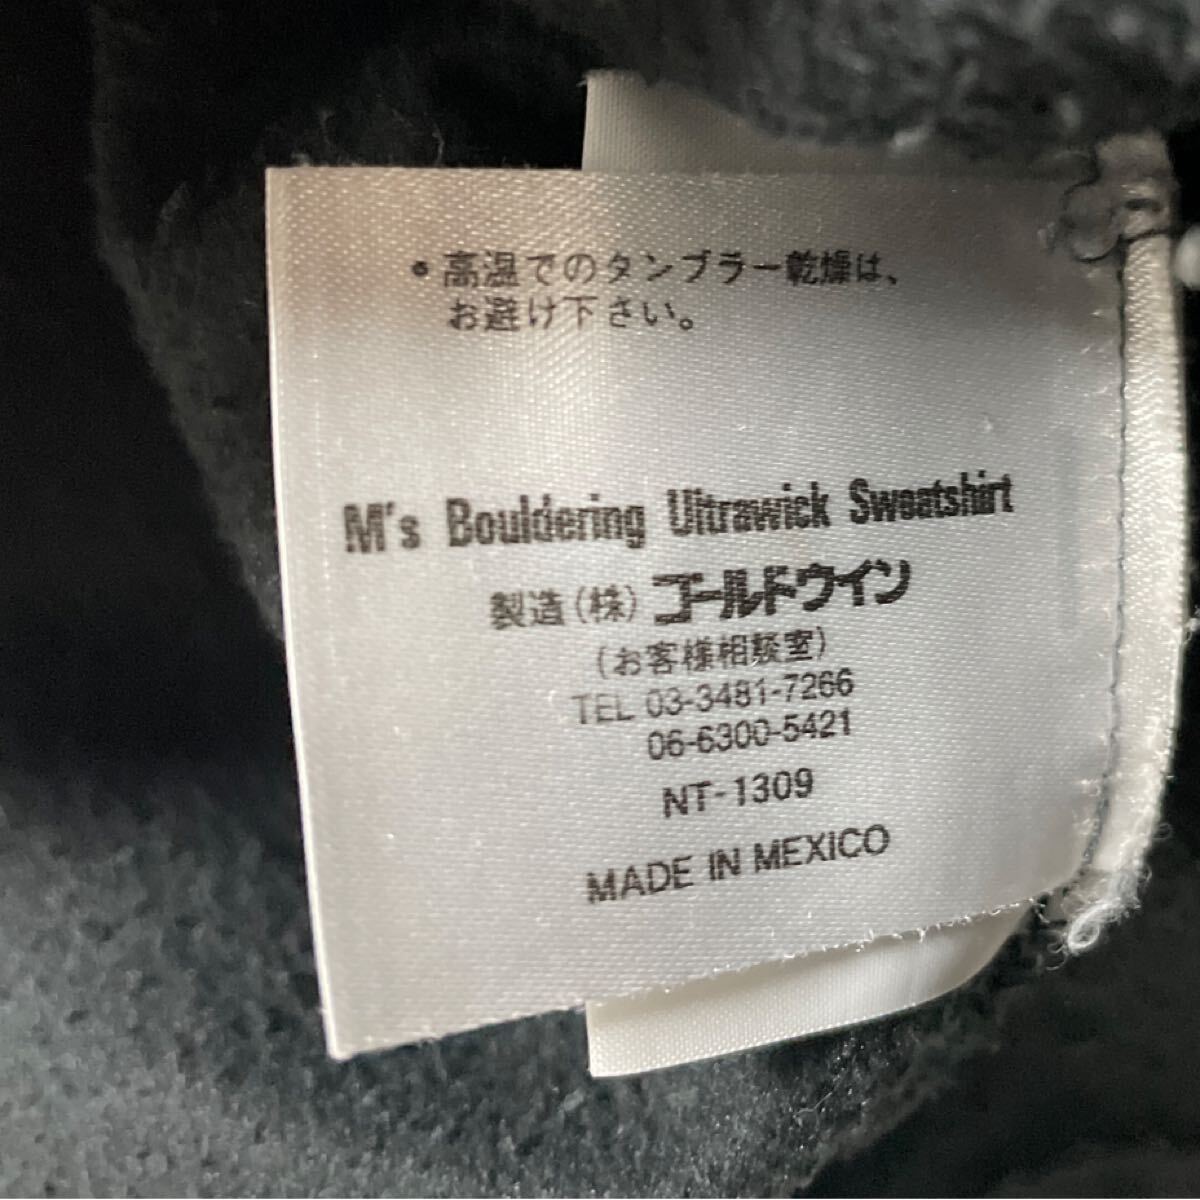 • 高温でのタンブラー乾燥は、
お避け下さい。
M's Bouldering Ultrawick Sweatshirt
製造(株)ゴールドウイン
(お客様相談室)
TEL 03-3481-7266
06-6300-5421
NT-1309
MADE IN MEXICO